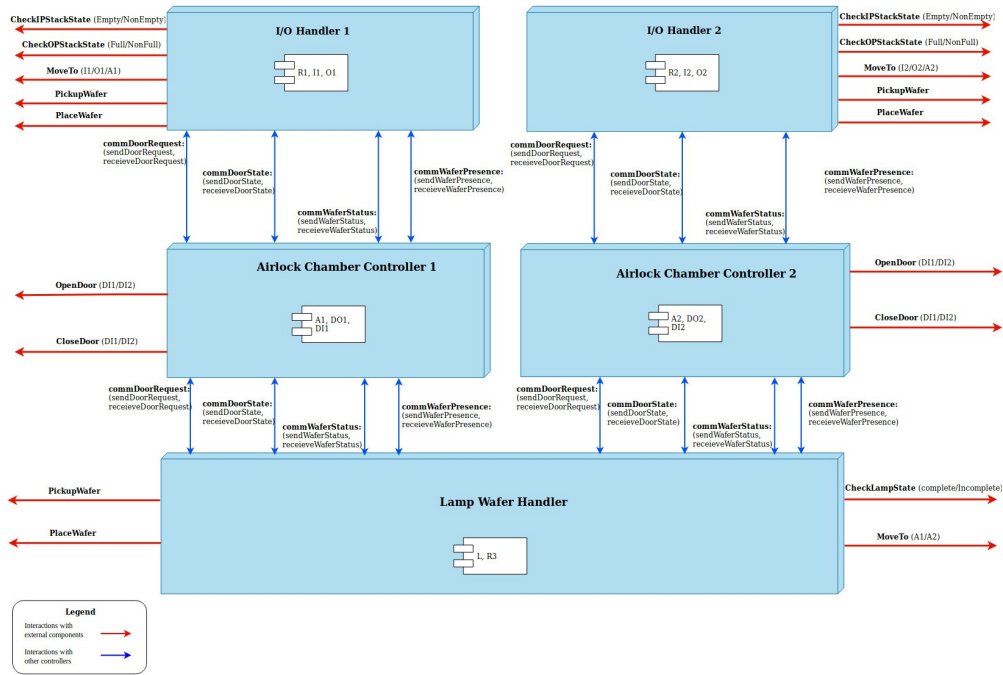 CheckIPStackState (Empty/NonEmpty)
CheckOPStackState (Full/NonFull)
MoveTo (I1/O1/A1)
PickupWafer
PlaceWafer
I/O Handler 1
R1, I1, O1
I/O Handler 2
R2, I2, O2
CheckIPStackState (Empty/NonEmpty)
CheckOPStackState (Full/NonFull)
MoveTo (I2/O2/A2)
PickupWafer
PlaceWafer
commDoorRequest:
(sendDoorRequest,
receieveDoorRequest)
commDoorState:
(sendDoorState,
receieveDoorState)
commWaferStatus:
(sendWaferStatus,
receieveWaferStatus)
commWaferPresence:
(sendWaferPresence,
receieveWaferPresence)
commDoorRequest:
(sendDoorRequest,
receieveDoorRequest)
commDoorState:
(sendDoorState,
receieveDoorState)
commWaferStatus:
(sendWaferStatus,
receieveWaferStatus)
commWaferPresence:
(sendWaferPresence,
receieveWaferPresence)
OpenDoor (DI1/DI2)
CloseDoor (DI1/DI2)
Airlock Chamber Controller 1
A1, DO1,
DI1
Airlock Chamber Controller 2
A2, DO2,
DI2
OpenDoor (DI1/DI2)
CloseDoor (DI1/DI2)
commDoorRequest:
(sendDoorRequest,
receieveDoorRequest)
commDoorState:
(sendDoorState,
receieveDoorState)
commWaferStatus:
(sendWaferStatus,
receieveWaferStatus)
commWaferPresence:
(sendWaferPresence,
receieveWaferPresence)
commDoorRequest:
(sendDoorRequest,
receieveDoorRequest)
commDoorState:
(sendDoorState,
receieveDoorState)
commWaferStatus:
(sendWaferStatus,
receieveWaferStatus)
commWaferPresence:
(sendWaferPresence,
receieveWaferPresence)
PickupWafer
PlaceWafer
Lamp Wafer Handler
L, R3
CheckLampState (complete/Incomplete)
MoveTo (A1/A2)
Legend
Interactions with
external components
Interactions with
other controllers